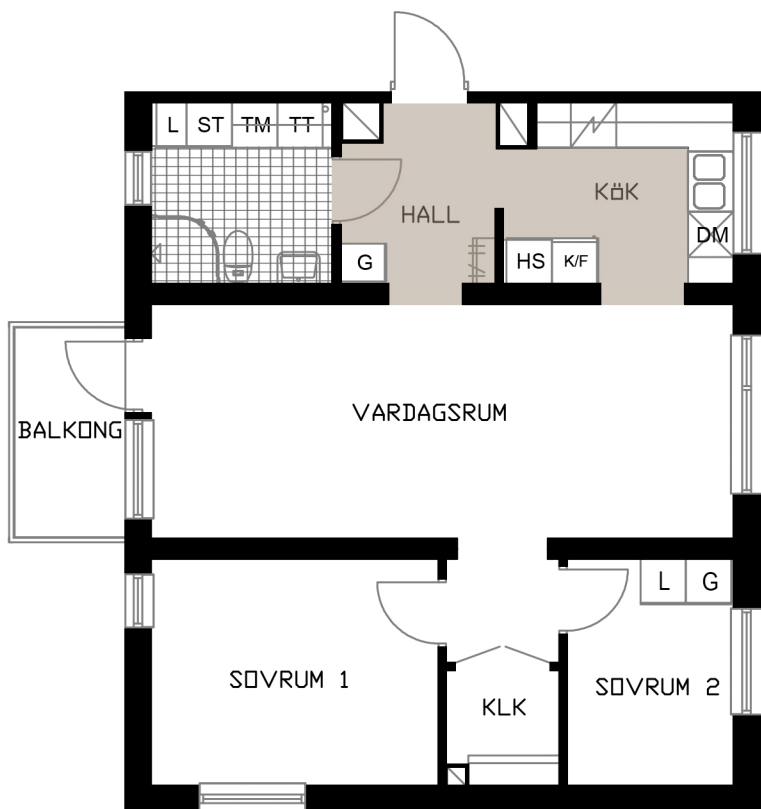 L ST TM TT
HALL
KÖK
DM
G
HS
K/F
BALKONG
VARDAGSRUM
L G
SOVRUM 1
KLK
SOVRUM 2